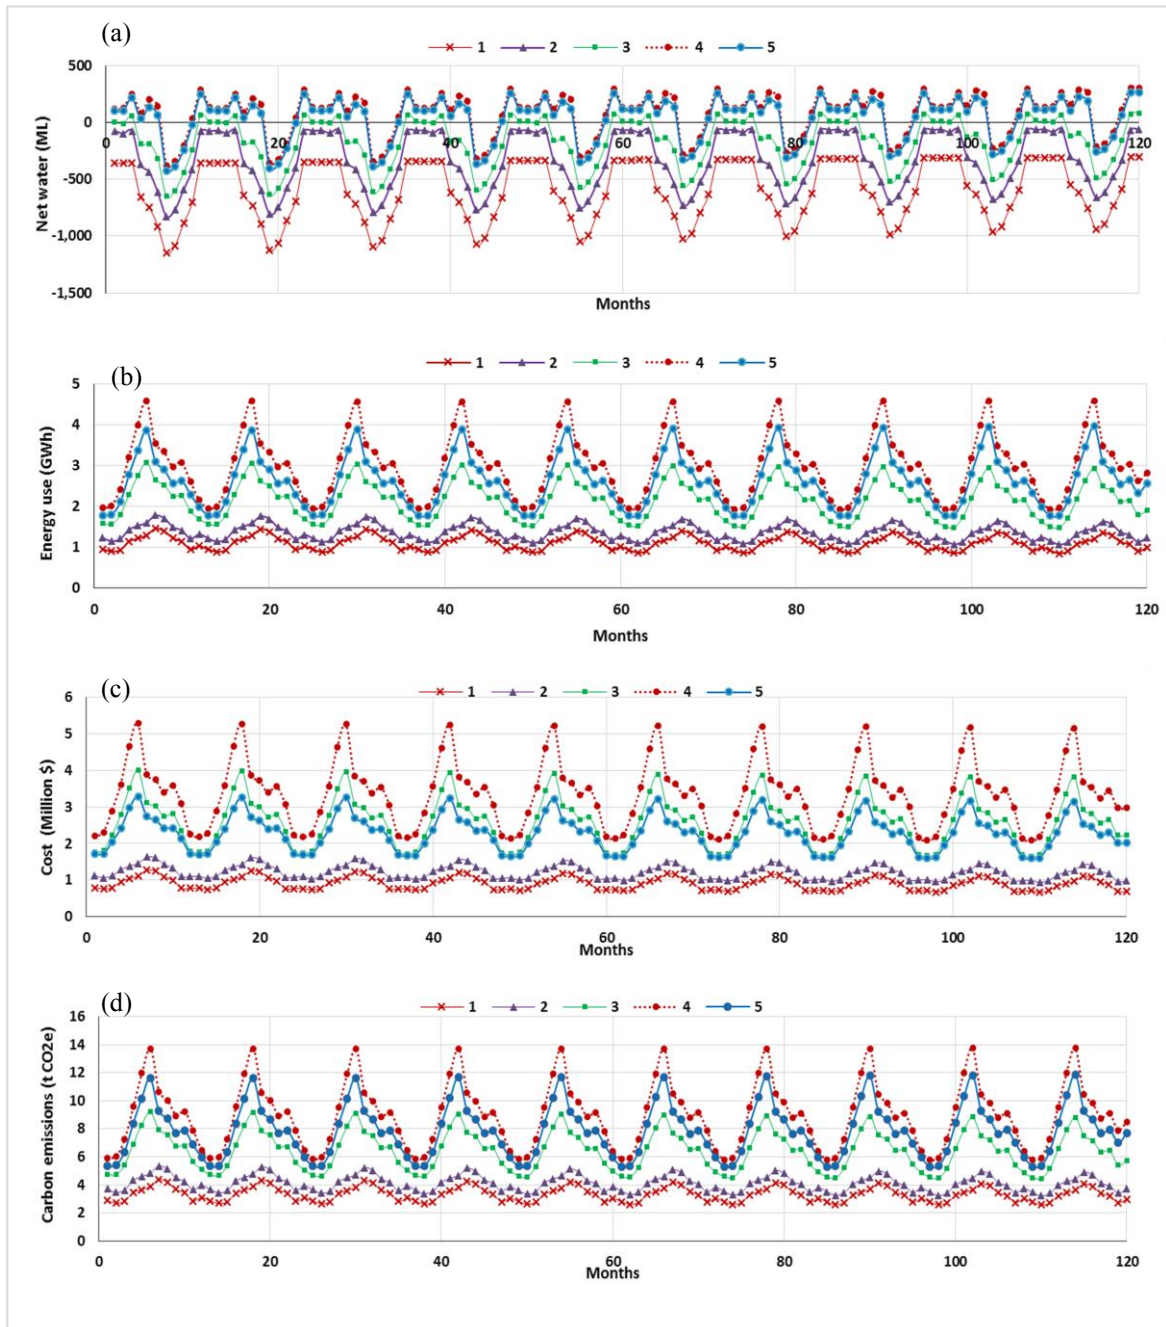 (a)
1 2 3 4 5
500
0
-500
-1,000
-1,500
0 20 40 60 80 100 120
Net water (ML)
Months
(b)
1 2 3 4 5
5
4
3
2
1
0
0 20 40 60 80 100 120
Energy use (GWh)
Months
(c)
1 2 3 4 5
6
5
4
3
2
1
0
0 20 40 60 80 100 120
Cost (Million $)
Months
(d)
1 2 3 4 5
16
14
12
10
8
6
4
2
0
0 20 40 60 80 100 120
Carbon emissions (t CO2e)
Months